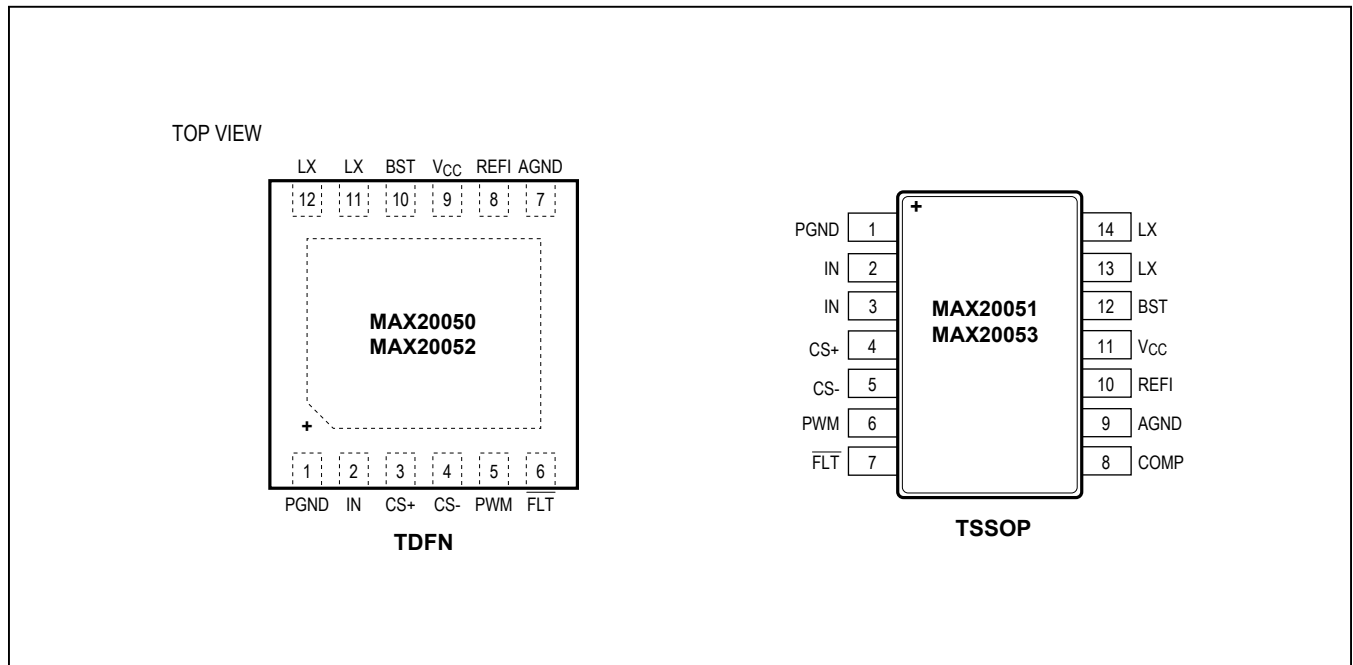 TOP VIEW
LX LX BST VCC REFI AGND
12 11 10 9 8 7
MAX20050
MAX20052
+
1 2 3 4 5 6
PGND IN CS+ CS- PWM FLT
TDFN
+
PGND 1 14 LX
IN 2 13 LX
IN 3 12 BST
CS+ 4 11 VCC
CS- 5 10 REFI
PWM 6 9 AGND
FLT 7 8 COMP
MAX20051
MAX20053
TSSOP